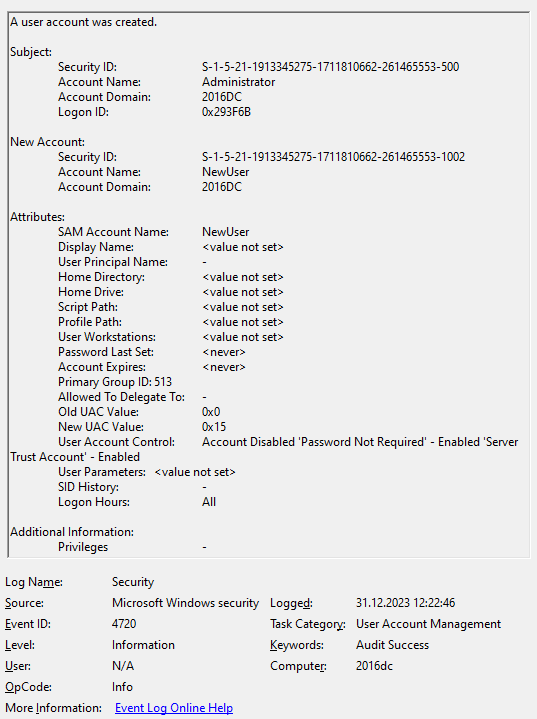 A user account was created.
Subject:
Security ID: S-1-5-21-1913345275-1711810662-261465553-500
Account Name: Administrator
Account Domain: 2016DC
Logon ID: 0x293F6B
New Account:
Security ID: S-1-5-21-1913345275-1711810662-261465553-1002
Account Name: NewUser
Account Domain: 2016DC
Attributes:
SAM Account Name: NewUser
Display Name: <value not set>
User Principal Name: -
Home Directory: <value not set>
Home Drive: <value not set>
Script Path: <value not set>
Profile Path: <value not set>
User Workstations: <value not set>
Password Last Set: <never>
Account Expires: <never>
Primary Group ID: 513
Allowed To Delegate To: -
Old UAC Value: 0x0
New UAC Value: 0x15
User Account Control: Account Disabled 'Password Not Required' - Enabled 'Server
Trust Account' - Enabled
User Parameters: <value not set>
SID History: -
Logon Hours: All
Additional Information:
Privileges -
Log Name: Security
Source: Microsoft Windows security Logged: 31.12.2023 12:22:46
Event ID: 4720 Task Category: User Account Management
Level: Information Keywords: Audit Success
User: N/A Computer: 2016dc
OpCode: Info
More Information: Event Log Online Help